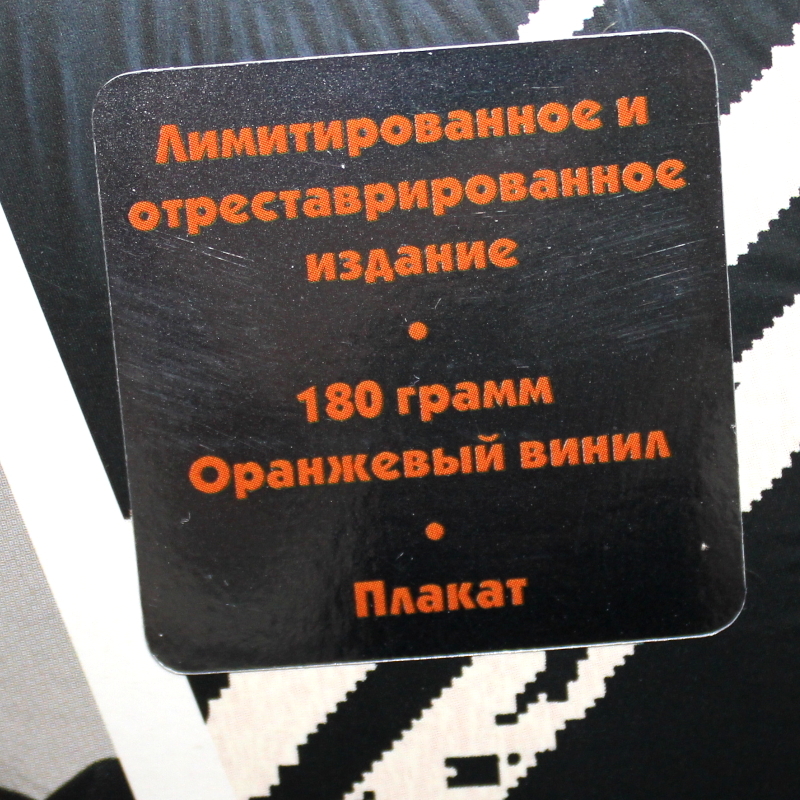 Лимитированное и
отреставрированное
издание
•
180 грамм
Оранжевый винил
•
Плакат